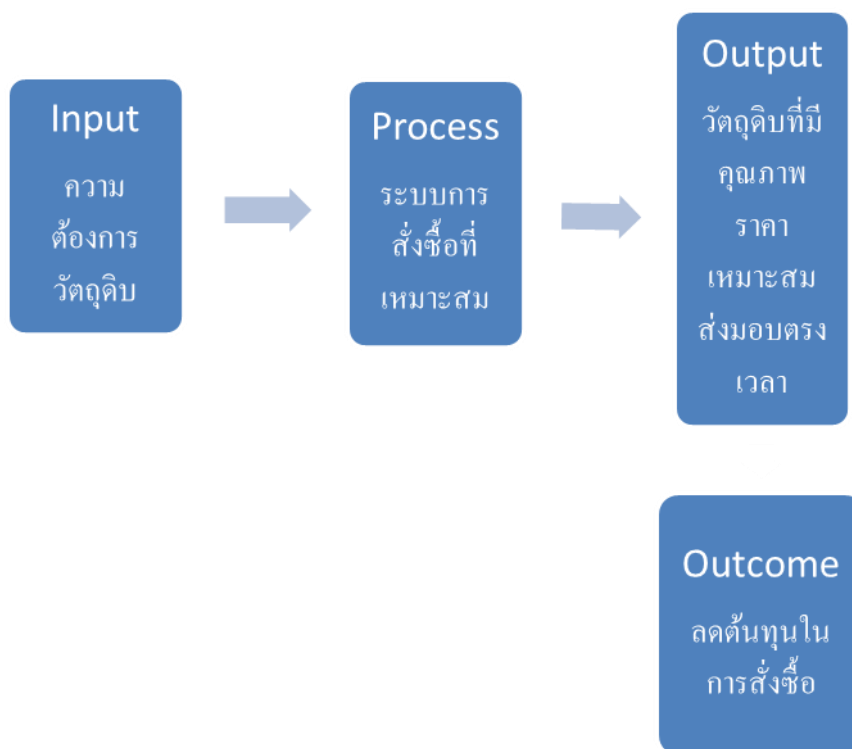 Input
ความ
ต้องการ
วัตถุดิบ
Process
ระบบการ
สั่งซื้อที่
เหมาะสม
Output
วัตถุดิบที่มี
คุณภาพ
ราคา
เหมาะสม
ส่งมอบตรง
เวลา
Outcome
ลดต้นทุนใน
การสั่งซื้อ